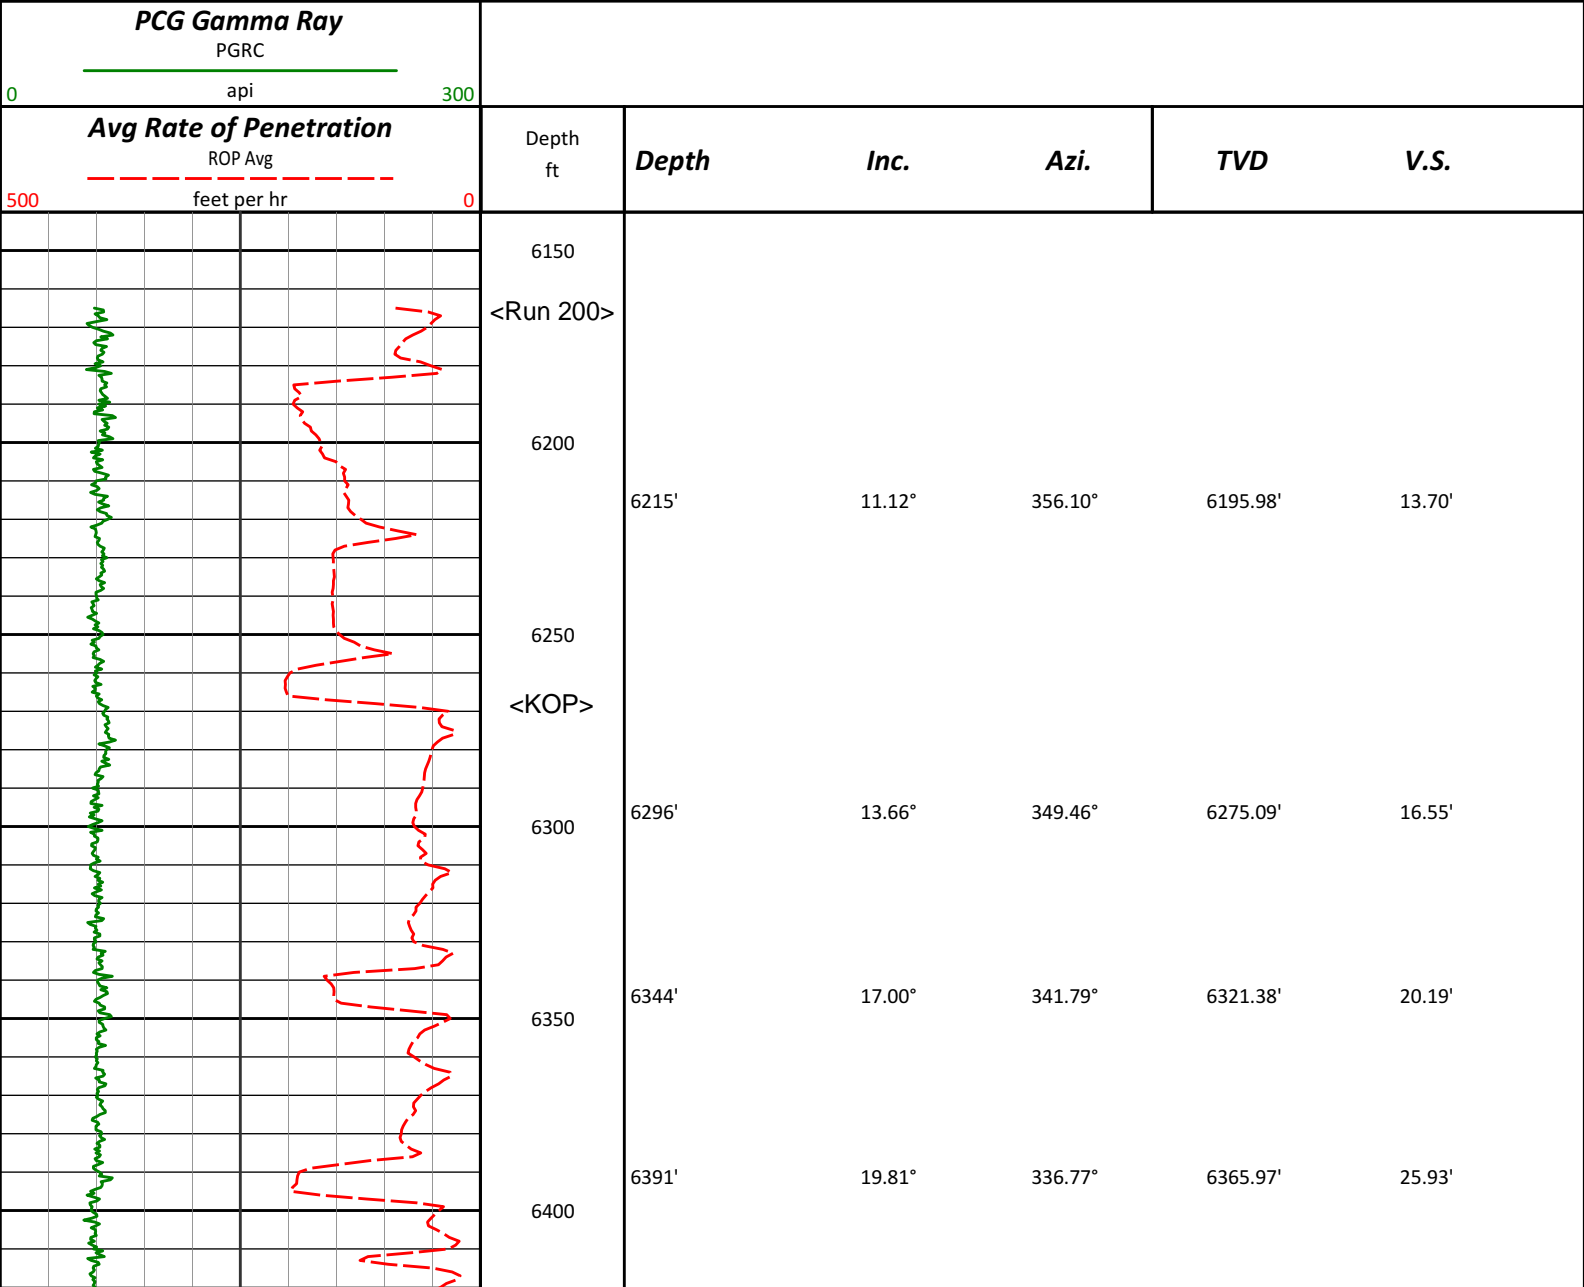 PCG Gamma Ray
PGRC
api
0 300
Avg Rate of Penetration
ROP Avg
feet per hr
500 0
Depth
ft
Depth Inc. Azi. TVD V.S.
6150
<Run 200>
6200
6215' 11.12° 356.10° 6195.98' 13.70'
6250
<KOP>
6296' 13.66° 349.46° 6275.09' 16.55'
6300
6344' 17.00° 341.79° 6321.38' 20.19'
6350
6391' 19.81° 336.77° 6365.97' 25.93'
6400